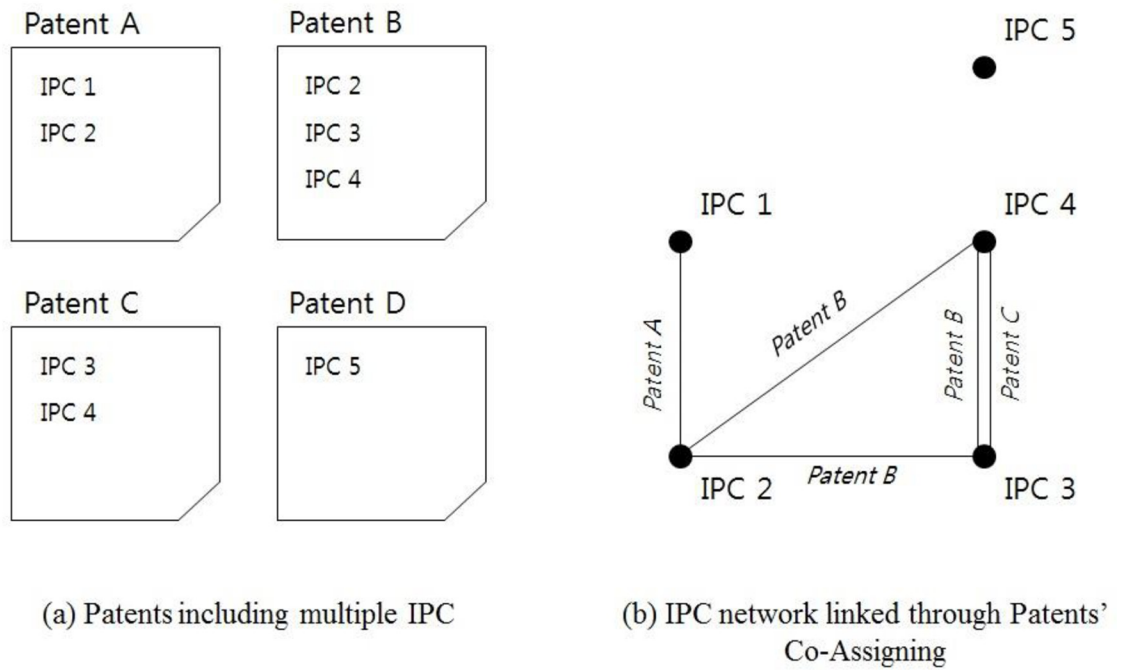 Patent A
IPC 1
IPC 2
Patent B
IPC 2
IPC 3
IPC 4
Patent C
IPC 3
IPC 4
Patent D
IPC 5
(a) Patents including multiple IPC
IPC 5
IPC 1
IPC 4
Patent A
Patent B
Patent B
Patent C
Patent B
IPC 2
IPC 3
(b) IPC network linked through Patents’
Co-Assigning